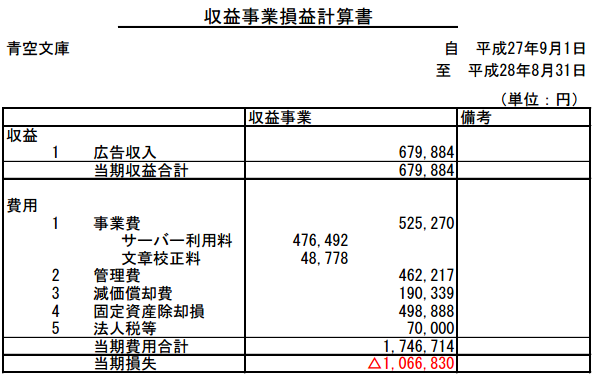 収益事業損益計算書
青空文庫 自 平成27年9月1日
至 平成28年8月31日
(単位:円)
収益事業 備考
収益
1 広告収入 679,884
当期収益合計 679,884
費用
1 事業費 525,270
サーバー利用料 476,492
文章校正料 48,778
2 管理費 462,217
3 減価償却費 190,339
4 固定資産除却損 498,888
5 法人税等 70,000
当期費用合計 1,746,714
当期損失 △1,066,830